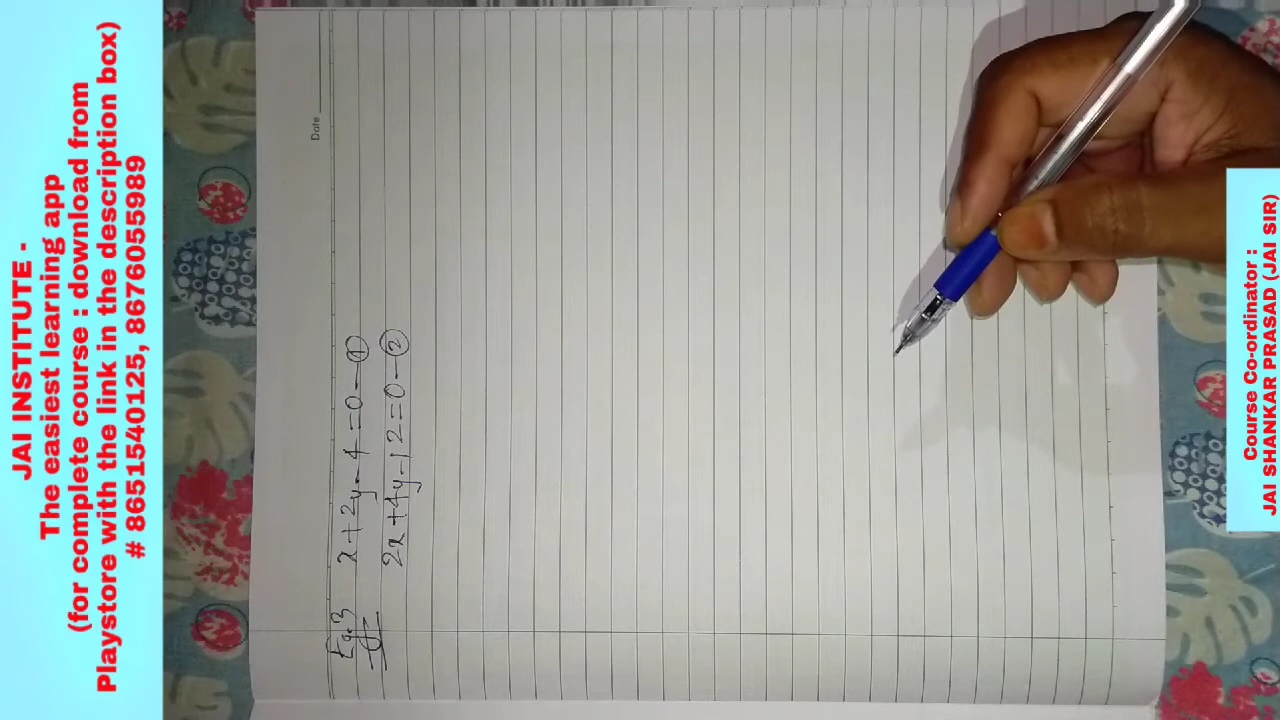 JAI INSTITUTE -
The easiest learning app
(for complete course : download from
Playstore with the link in the description box)
# 8651540125, 8676055989
Date
Eg.3 x+2y-4=0-①
2x+4y-12=0-②
Course Co-ordinator :
JAI SHANKAR PRASAD (JAI SIR)